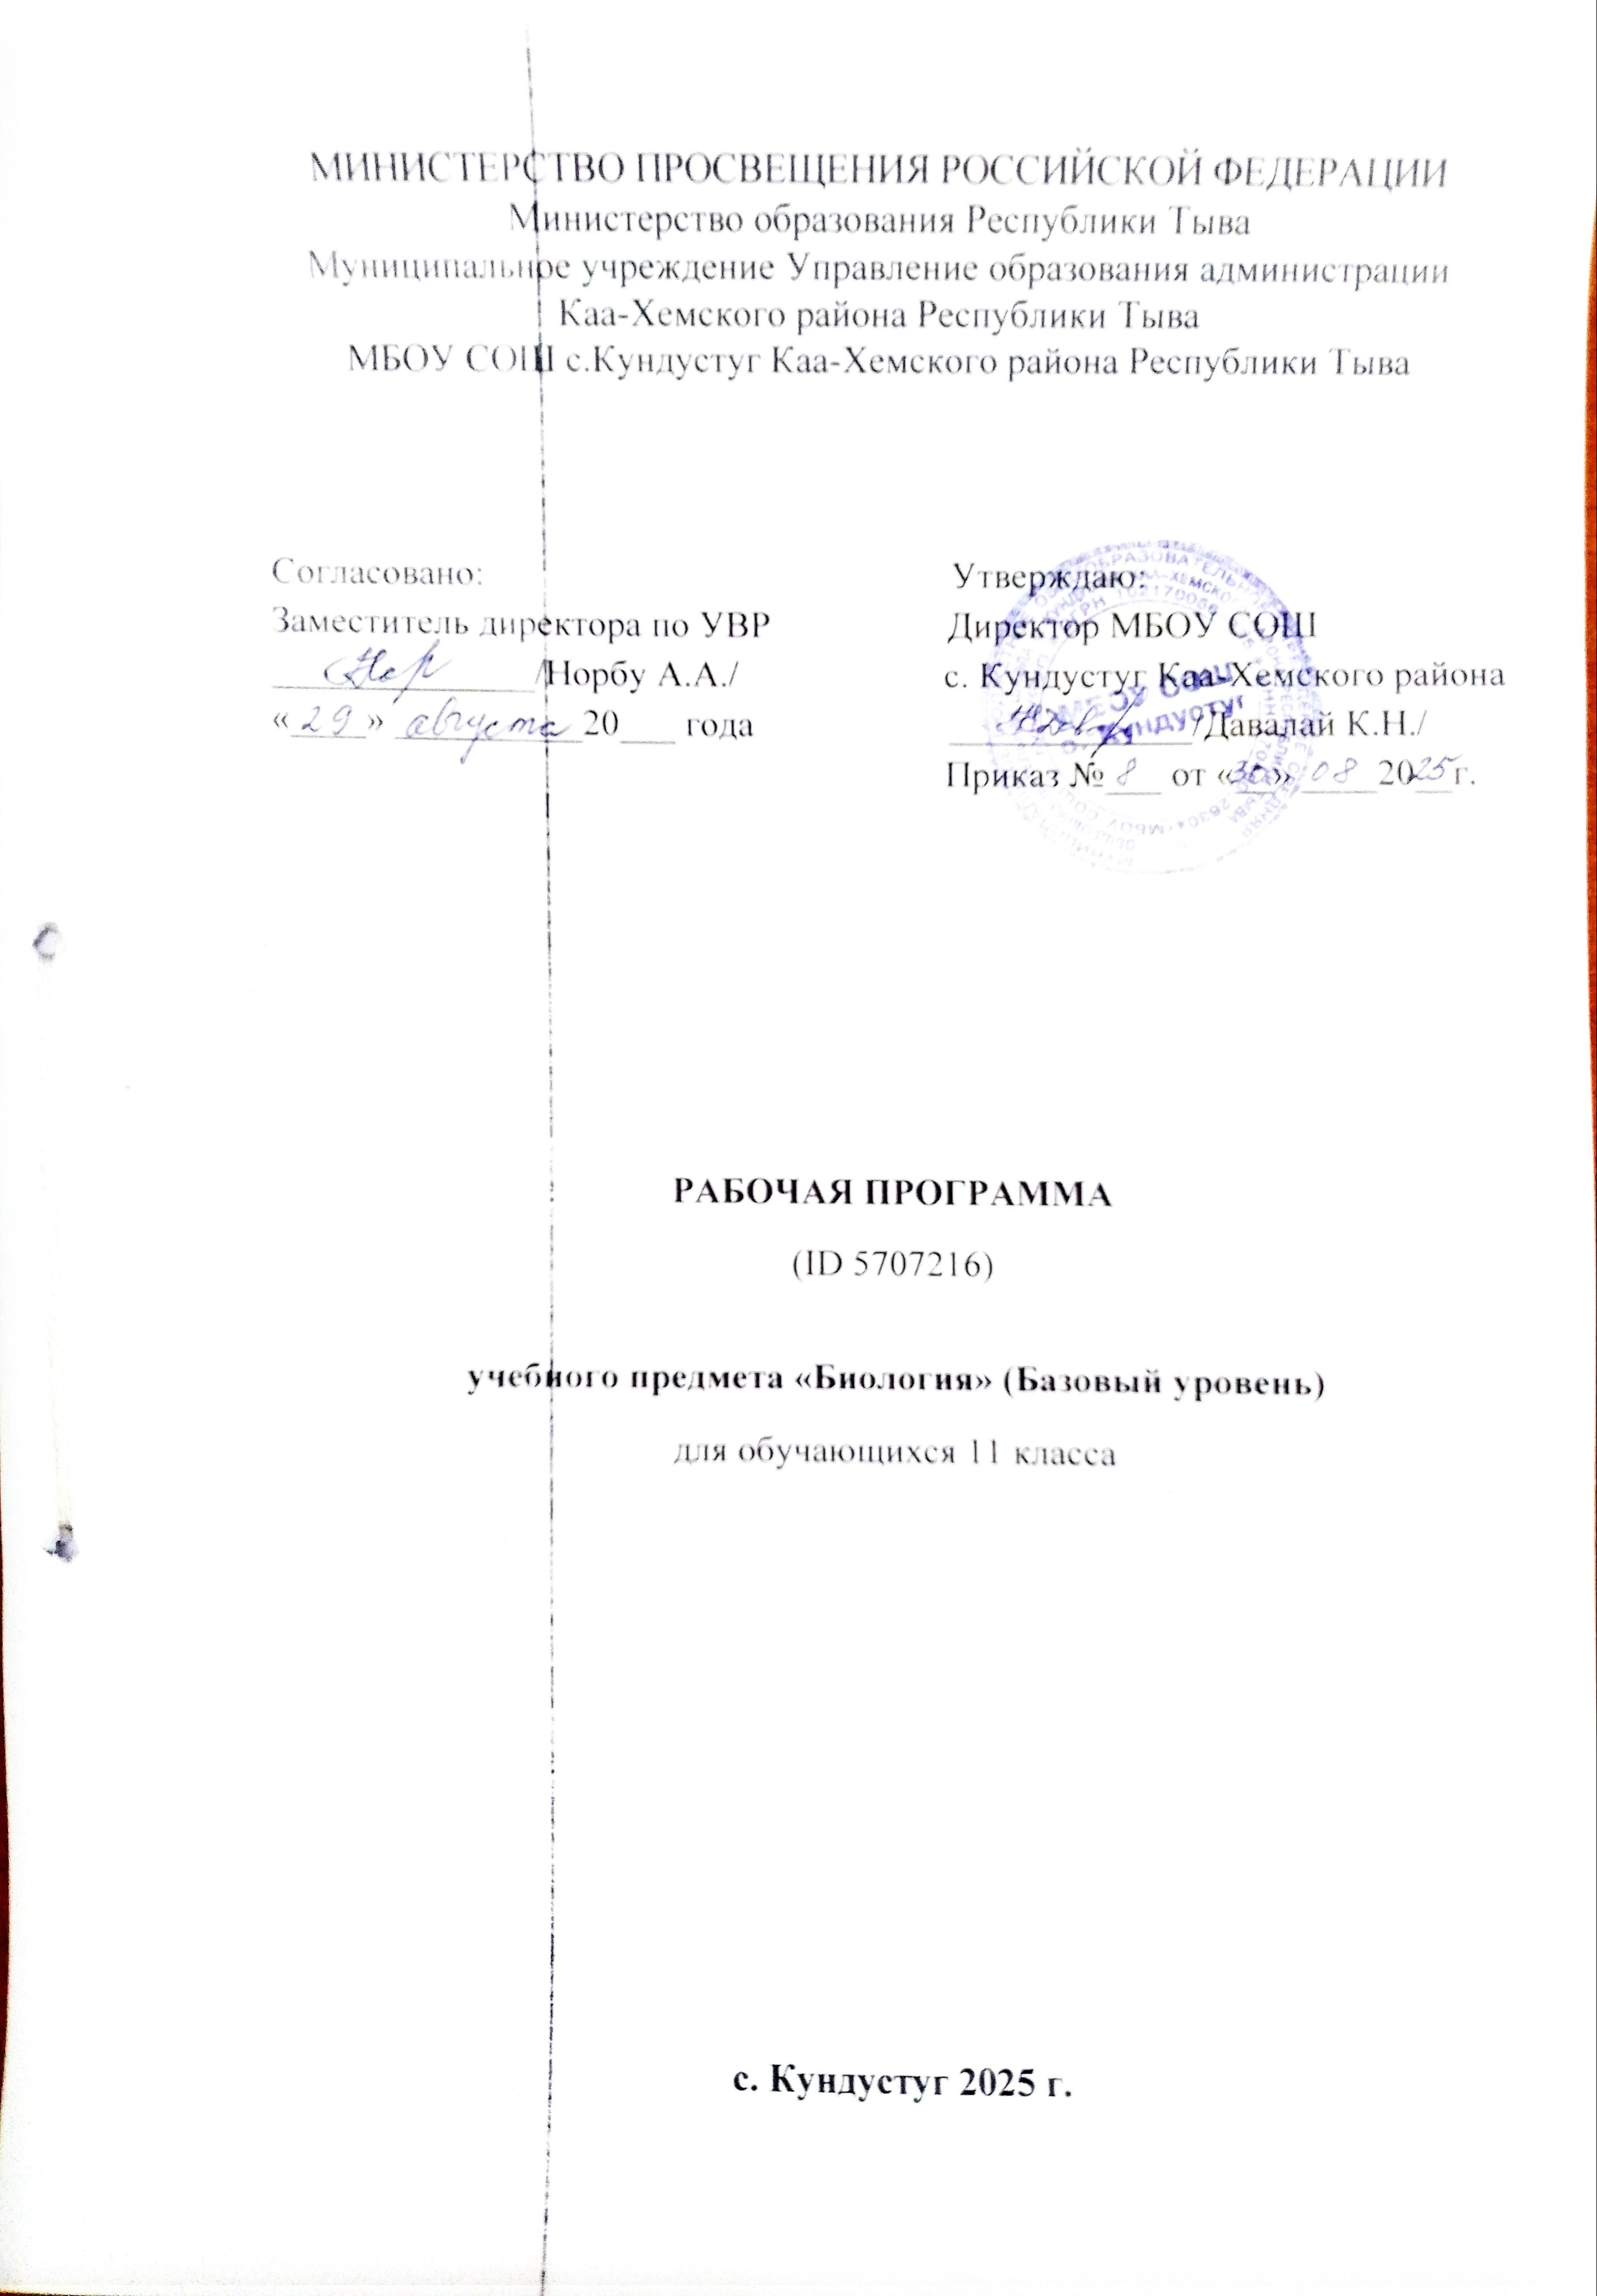 МИНИСТЕРСТВО ПРОСВЕЩЕНИЯ РОССИЙСКОЙ ФЕДЕРАЦИИ
Министерство образования Республики Тыва
Муниципальное учреждение Управление образования администрации
Каа-Хемского района Республики Тыва
МБОУ СОШ с.Кундустуг Каа-Хемского района Республики Тыва
Согласовано:
Заместитель директора по УВР
/Норбу А.А./
«29» августа 20___ года
Утверждаю:
Директор МБОУ СОШ
с. Кундустуг Каа-Хемского района
/Давалай К.Н./
Приказ № 8 от «30» 08 2025г.
РАБОЧАЯ ПРОГРАММА
(ID 5707216)
учебного предмета «Биология» (Базовый уровень)
для обучающихся 11 класса
с. Кундустуг 2025 г.